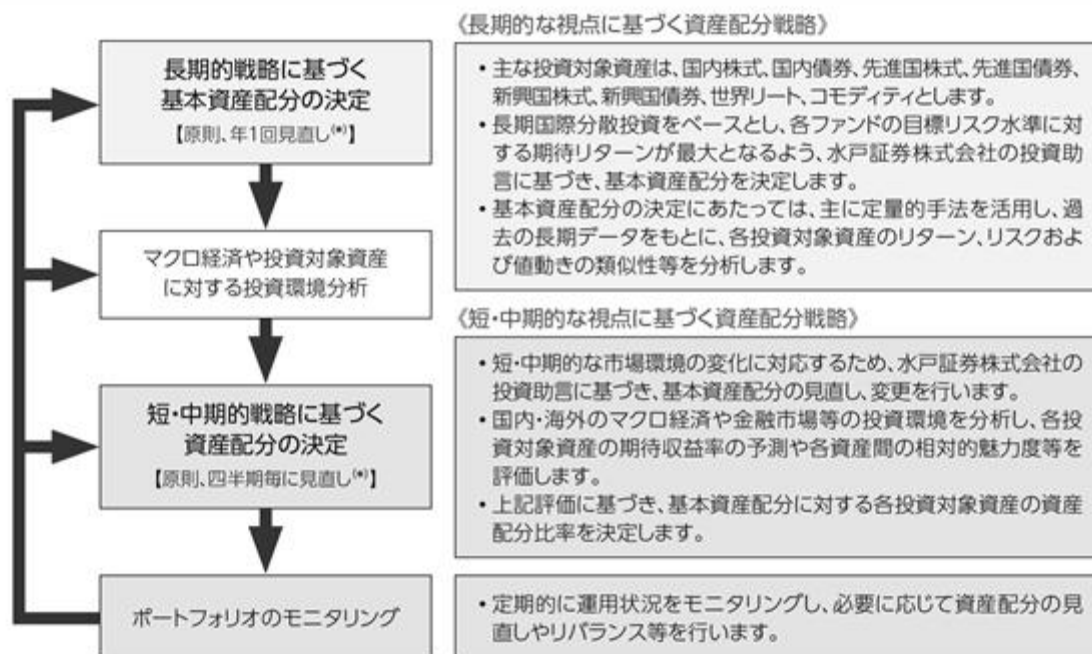 長期的戦略に基づく
基本資産配分の決定
【原則、年1回見直し(*)】
マクロ経済や投資対象資産
に対する投資環境分析
短・中期的戦略に基づく
資産配分の決定
【原則、四半期毎に見直し(*)】
ポートフォリオのモニタリング
《長期的な視点に基づく資産配分戦略》
・主な投資対象資産は、国内株式、国内債券、先進国株式、先進国債券、
新興国株式、新興国債券、世界リート、コモディティとします。
・長期国際分散投資をベースとし、各ファンドの目標リスク水準に対
する期待リターンが最大となるよう、水戸証券株式会社の投資助
言に基づき、基本資産配分を決定します。
・基本資産配分の決定にあたっては、主に定量的手法を活用し、過
去の長期データをもとに、各投資対象資産のリターン、リスクおよ
び値動きの類似性等を分析します。
《短・中期的な視点に基づく資産配分戦略》
・短・中期的な市場環境の変化に対応するため、水戸証券株式会社の
投資助言に基づき、基本資産配分の見直し、変更を行います。
・国内・海外のマクロ経済や金融市場等の投資環境を分析し、各投
資対象資産の期待収益率の予測や各資産間の相対的魅力度等を
評価します。
・上記評価に基づき、基本資産配分に対する各投資対象資産の資産
配分比率を決定します。
・定期的に運用状況をモニタリングし、必要に応じて資産配分の見
直しやリバランス等を行います。